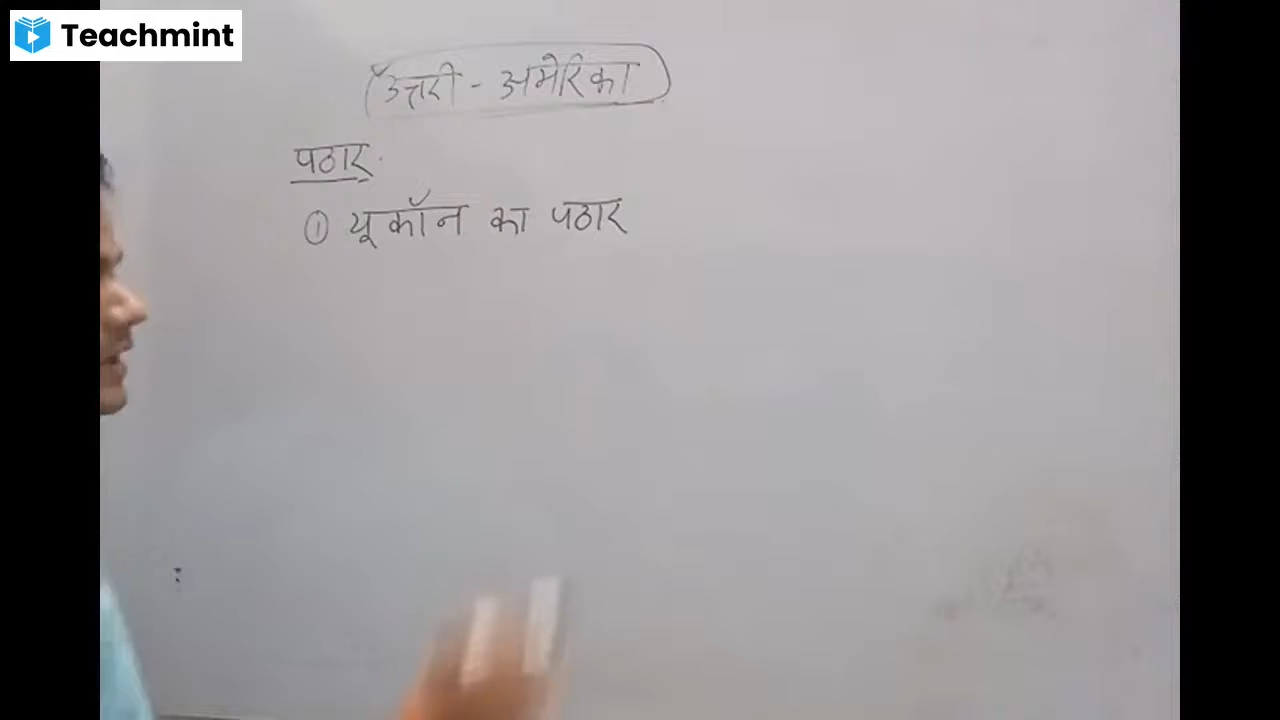 Teachmint
उत्तरी - अमेरिका
पठार
① यूकॉन का पठार